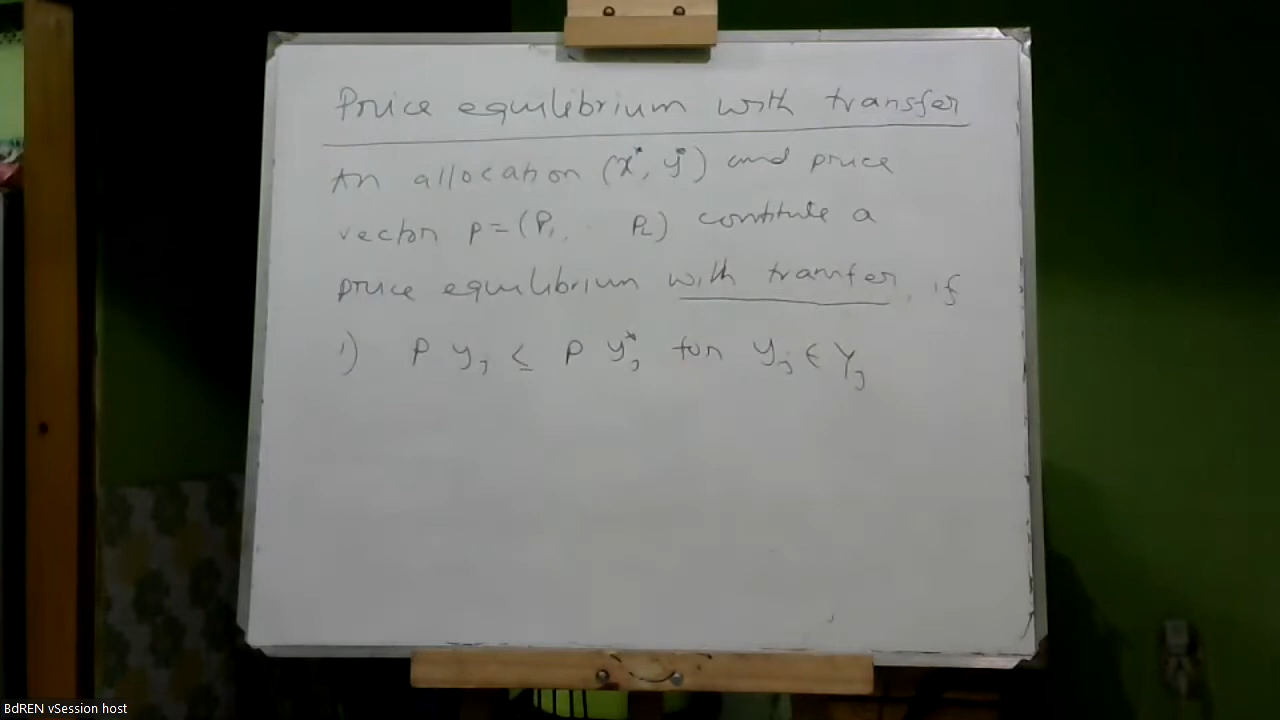 Price equilibrium with transfer
An allocation (x*, y*) and price
vector p = (P1, . PL) constitute a
price equilibrium with transfer, if
i) P yj ≤ P yj* for yj ∈ Yj
BdREN vSession host